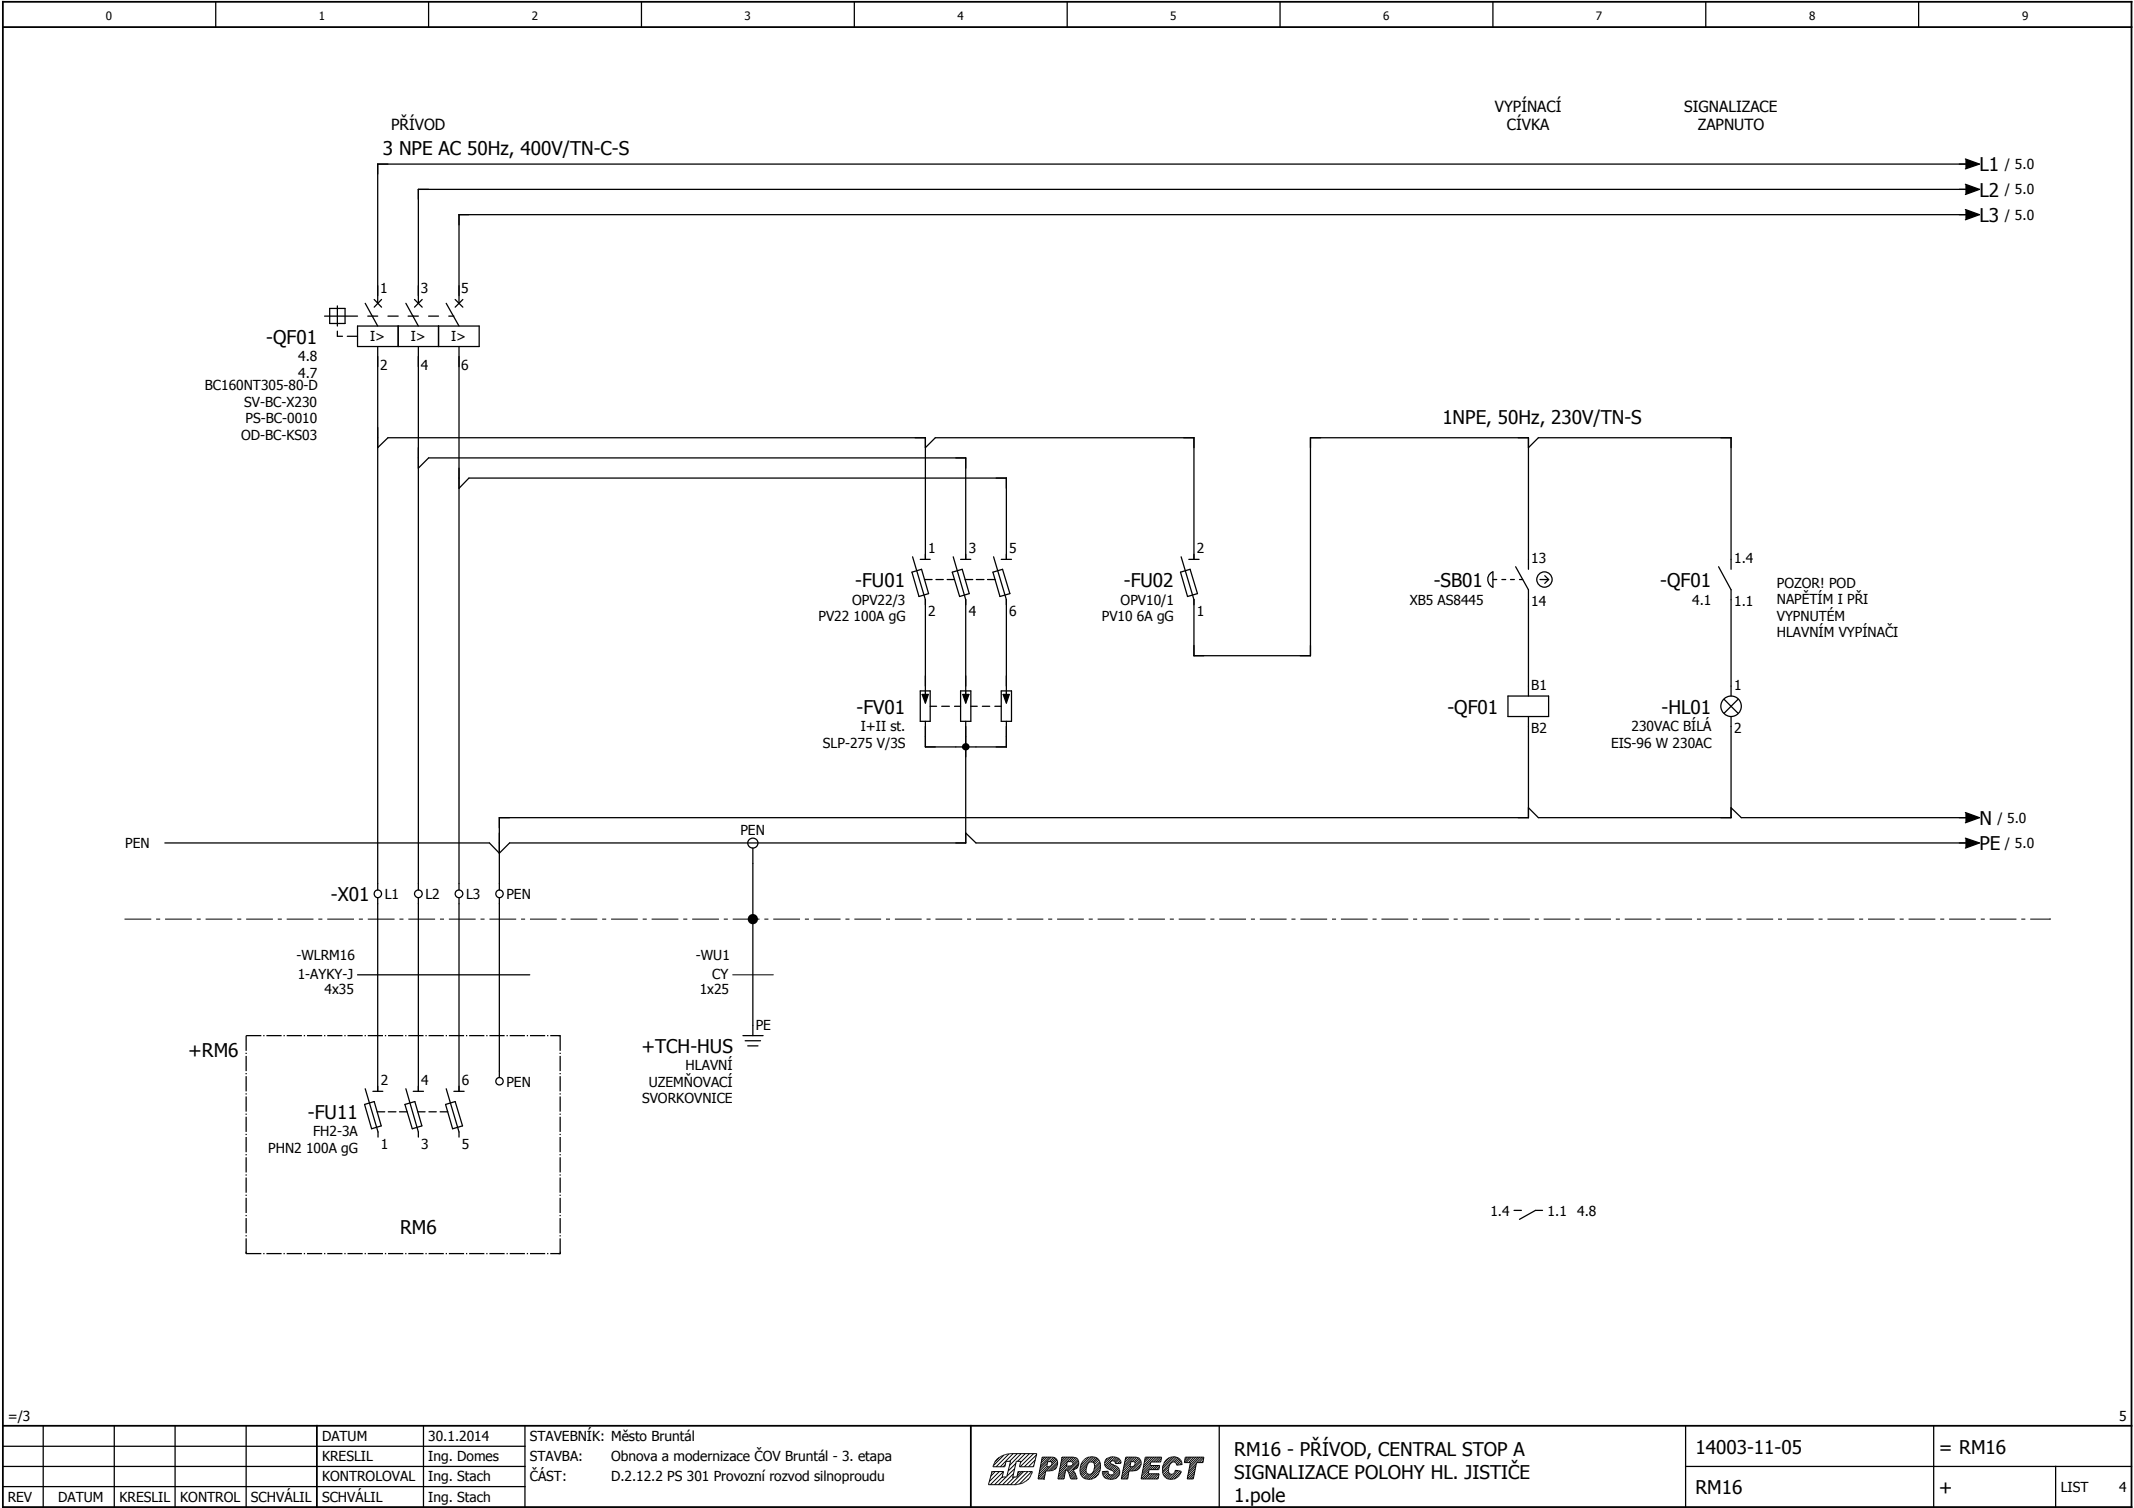 0 1 2 3 4 5 6 7 8 9
PŘÍVOD
3 NPE AC 50Hz, 400V/TN-C-S
VYPÍNACÍ
CÍVKA
SIGNALIZACE
ZAPNUTO
L1 / 5.0
L2 / 5.0
L3 / 5.0
1 3 5
I> I> I>
-QF01
4.8
4.7
BC160NT305-80-D
SV-BC-X230
PS-BC-0010
OD-BC-KS03
2 4 6
1NPE, 50Hz, 230V/TN-S
1 3 5
-FU01
OPV22/3
PV22 100A gG
2 4 6
2
-FU02
OPV10/1
PV10 6A gG
1
13
-SB01
XB5 AS8445
14
1.4
-QF01
4.1
1.1
POZOR! POD
NAPĚTÍM I PŘI
VYPNUTÉM
HLAVNÍM VYPÍNAČI
-FV01
I+II st.
SLP-275 V/3S
B1
-QF01
B2
1
-HL01
230VAC BÍLÁ
EIS-96 W 230AC
2
N / 5.0
PEN
PEN
PE / 5.0
-X01 L1 L2 L3 PEN
-WLRM16
1-AYKY-J
4x35
-WU1
CY
1x25
PE
+TCH-HUS
HLAVNÍ
UZEMŇOVACÍ
SVORKOVNICE
+RM6
2 4 6 PEN
-FU11
FH2-3A
PHN2 100A gG
1 3 5
RM6
1.4 1.1 4.8
=/3
5
DATUM 30.1.2014
KRESLIL Ing. Domes
KONTROLOVAL Ing. Stach
REV DATUM KRESLIL KONTROL SCHVÁLIL SCHVÁLIL Ing. Stach
STAVEBNÍK: Město Bruntál
STAVBA: Obnova a modernizace ČOV Bruntál - 3. etapa
ČÁST: D.2.12.2 PS 301 Provozní rozvod silnoproudu
PROSPECT
RM16 - PŘÍVOD, CENTRAL STOP A
SIGNALIZACE POLOHY HL. JISTIČE
1.pole
14003-11-05
= RM16
RM16
+
LIST 4